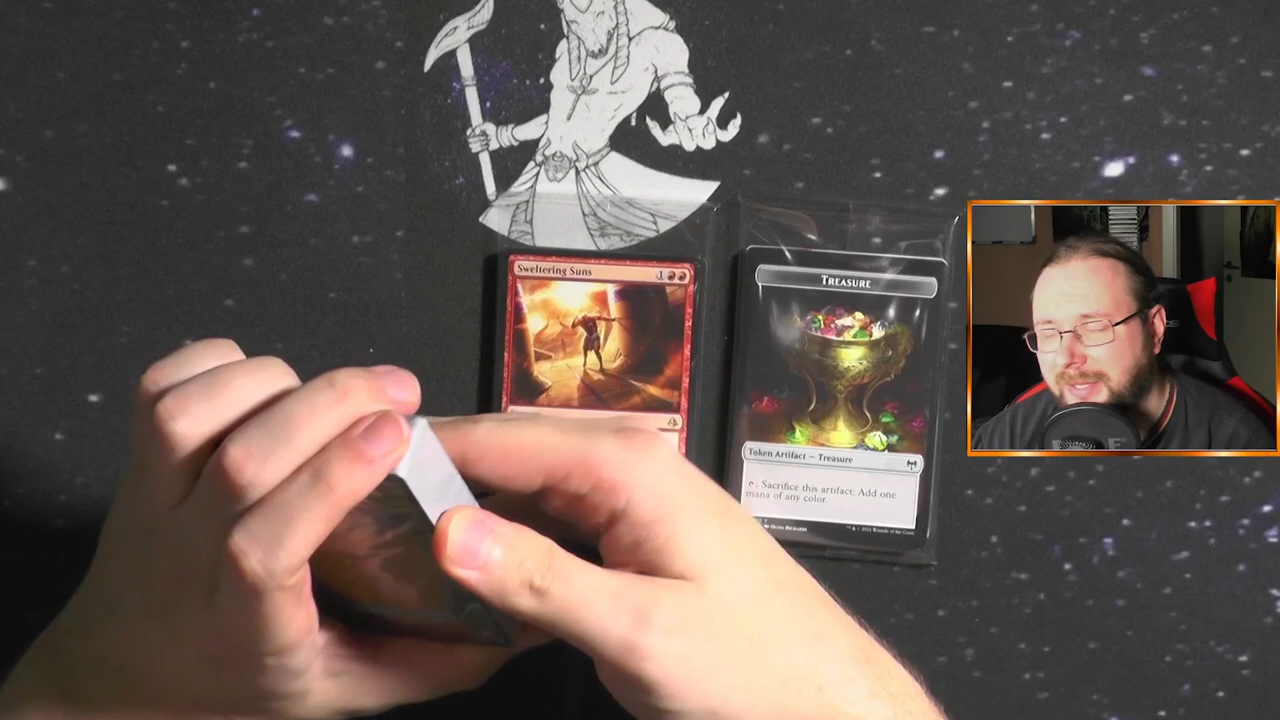 Sweltering Suns
TREASURE
Token Artifact — Treasure
, Sacrifice this artifact: Add one
mana of any color.